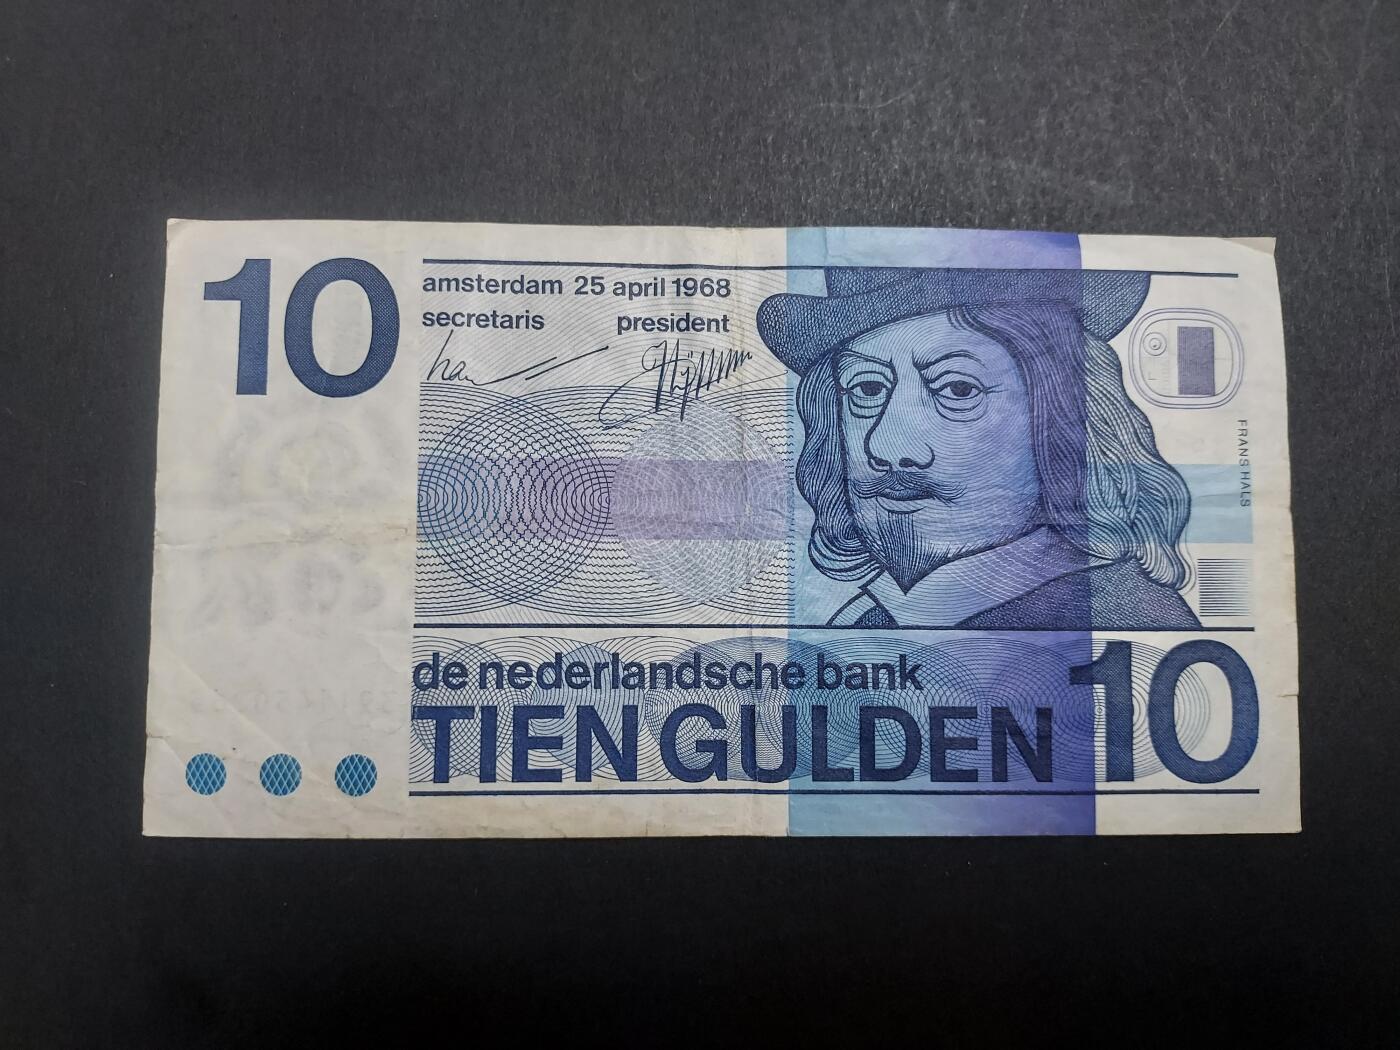 10
amsterdam 25 april 1968
secretaris president
FRANS HALS
de nederlandsche bank
TIEN GULDEN
10